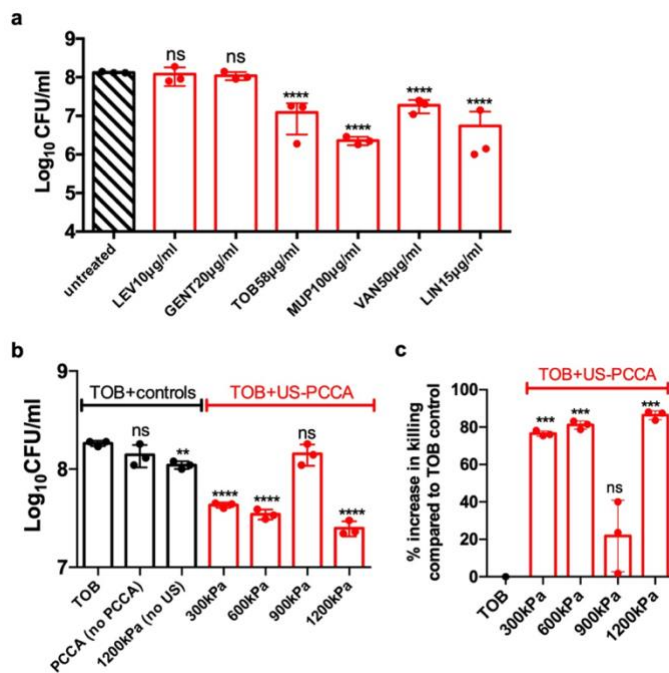 a
Log10 CFU/ml
9
8
7
6
5
4
ns
ns
****
****
****
****
untreated
LEV10µg/ml
GENT20µg/ml
TOB58µg/ml
MUP100µg/ml
VAN50µg/ml
LIN15µg/ml
b
TOB+controls
TOB+US-PCCA
Log10CFU/ml
9
8
7
ns
**
****
****
ns
****
TOB
PCCA (no PCCA)
1200kPa (no US)
300kPa
600kPa
900kPa
1200kPa
c
TOB+US-PCCA
% increase in killing
compared to TOB control
100
80
60
40
20
0
***
***
ns
***
TOB
300kPa
600kPa
900kPa
1200kPa